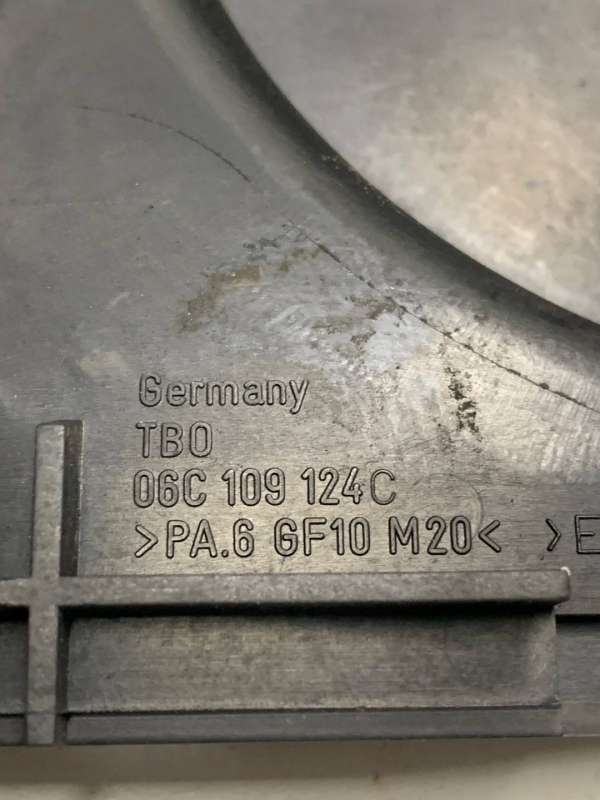 Germany
TBO
06C 109 124C
>PA.6 GF10 M20< >E